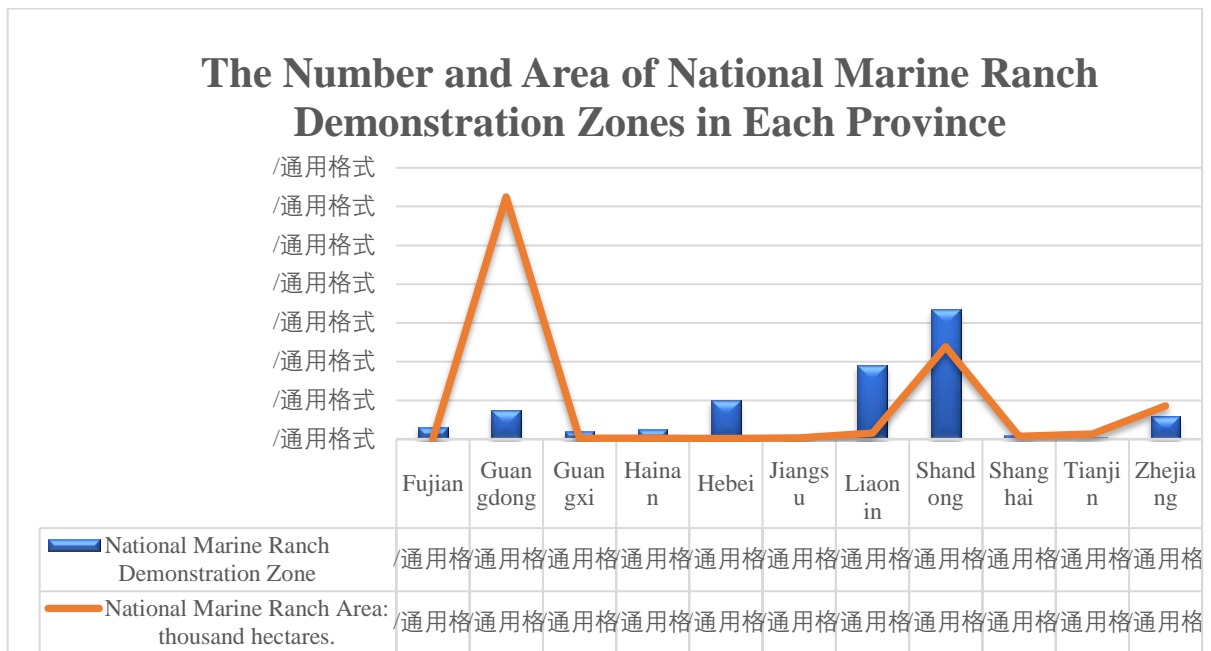 The Number and Area of National Marine Ranch
Demonstration Zones in Each Province
/通用格式
/通用格式
/通用格式
/通用格式
/通用格式
/通用格式
/通用格式
/通用格式
Fujian
Guan
gdong
Guan
gxi
Haina
n
Hebei
Jiangs
u
Liaon
in
Shand
ong
Shang
hai
Tianji
n
Zhejia
ng
National Marine Ranch
Demonstration Zone
/通用格 /通用格 /通用格 /通用格 /通用格 /通用格 /通用格 /通用格 /通用格 /通用格 /通用格
National Marine Ranch Area:
thousand hectares.
/通用格 /通用格 /通用格 /通用格 /通用格 /通用格 /通用格 /通用格 /通用格 /通用格 /通用格